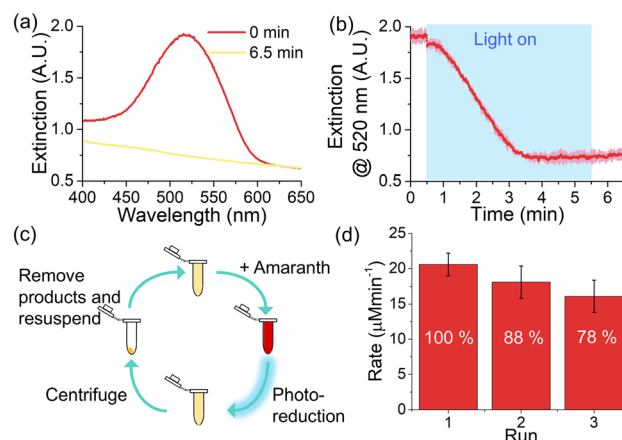 (a)
2.0
1.5
1.0
0.5
Extinction (A.U.)
0 min
6.5 min
400 450 500 550 600 650
Wavelength (nm)
(b)
2.0
1.5
1.0
0.5
Extinction
@ 520 nm (A.U.)
Light on
0 1 2 3 4 5 6
Time (min)
(c)
Remove
products and
resuspend
+ Amaranth
Centrifuge
Photo-
reduction
(d)
25
20
15
10
5
0
Rate (µMmin⁻¹)
100 %
88 %
78 %
1 2 3
Run